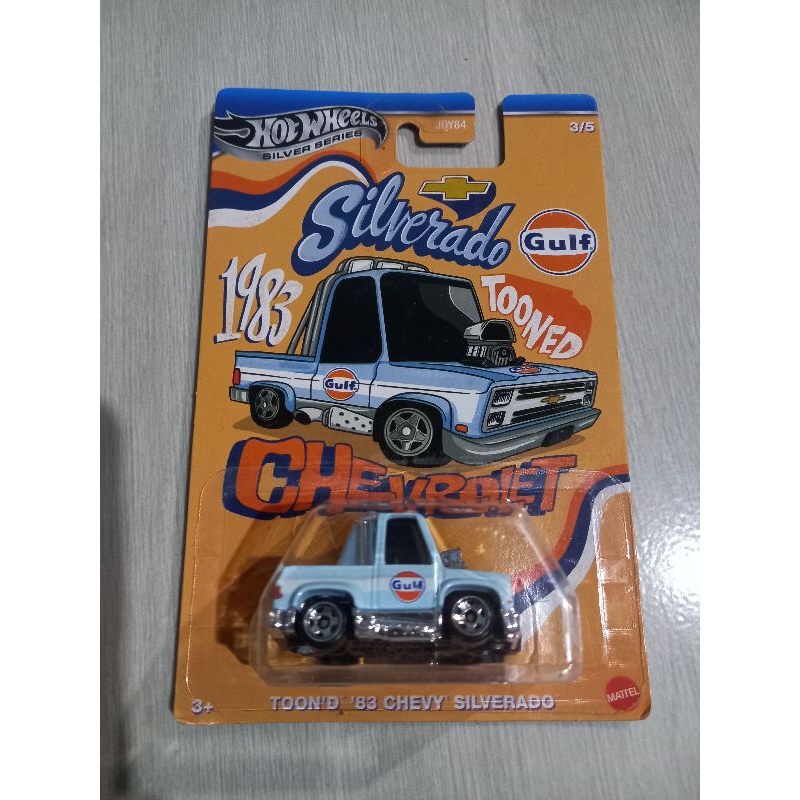 HOT WHEELS
SILVER SERIES
JQY84
3/5
Silverado
Gulf
1983
TOONED
Gulf
CHEVROLET
Gulf
3+
TOON'D '83 CHEVY SILVERADO
MATTEL